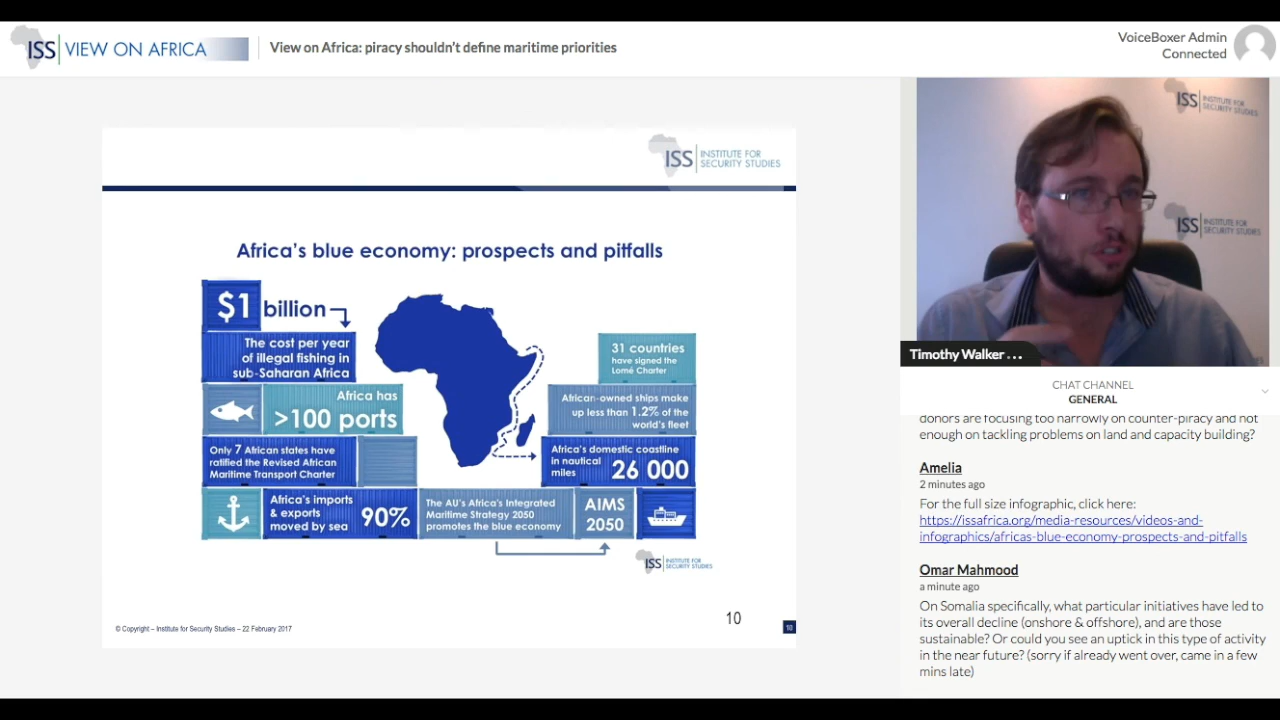 ISS VIEW ON AFRICA
View on Africa: piracy shouldn't define maritime priorities
VoiceBoxer Admin
Connected
ISS INSTITUTE FOR
SECURITY STUDIES
Africa's blue economy: prospects and pitfalls
$1 billion
The cost per year
of illegal fishing in
sub-Saharan Africa
Africa has
>100 ports
Only 7 African states have
ratified the Revised African
Maritime Transport Charter
Africa's imports
& exports
moved by sea
90%
The AU's Africa's Integrated
Maritime Strategy 2050
promotes the blue economy
AIMS
2050
31 countries
have signed the
Lomé Charter
African-owned ships make
up less than 1.2% of the
world's fleet
Africa's domestic coastline
in nautical
miles
26 000
ISS INSTITUTE FOR
SECURITY STUDIES
© Copyright – Institute for Security Studies – 22 February 2017
10
10
ISS INSTITUTE FOR
SECURITY STUDIES
ISS INSTITUTE FOR
SECURITY STUDIES
Timothy Walker ...
CHAT CHANNEL
GENERAL
donors are focusing too narrowly on counter-piracy and not
enough on tackling problems on land and capacity building?
Amelia
2 minutes ago
For the full size infographic, click here:
https://issafrica.org/media-resources/videos-and-
infographics/africas-blue-economy-prospects-and-pitfalls
Omar Mahmood
a minute ago
On Somalia specifically, what particular initiatives have led to
its overall decline (onshore & offshore), and are those
sustainable? Or could you see an uptick in this type of activity
in the near future? (sorry if already went over, came in a few
mins late)